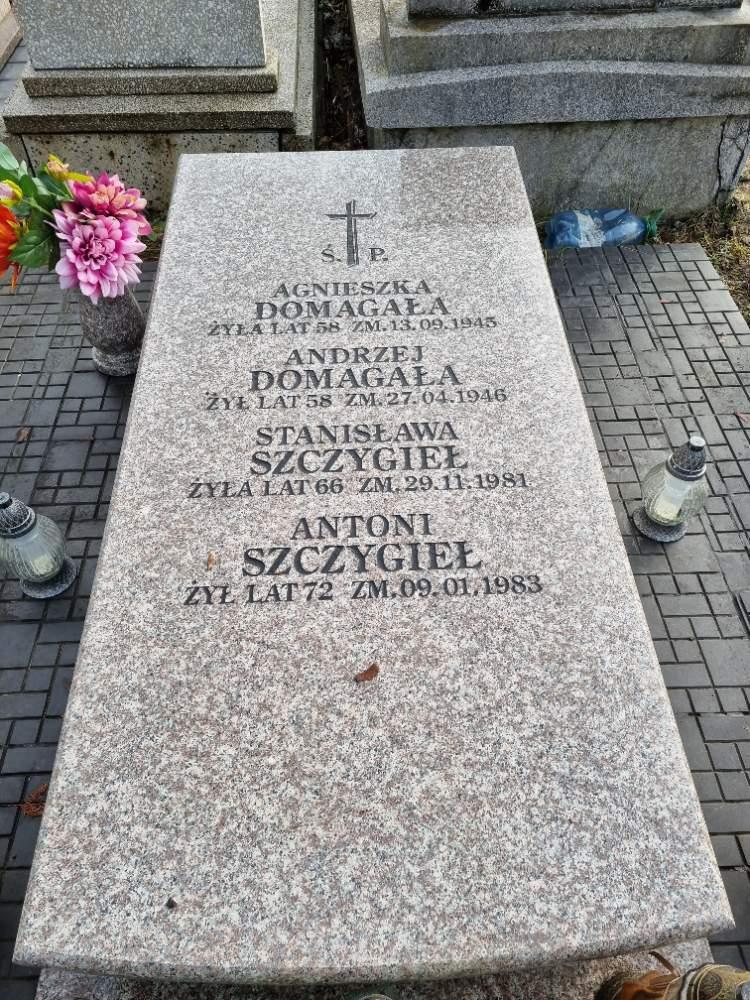 Ś. P.
AGNIESZKA
DOMAGAŁA
ŻYŁA LAT 58 ZM. 13.09.1945
ANDRZEJ
DOMAGAŁA
ŻYŁ LAT 58 ZM. 27.04.1946
STANISŁAWA
SZCZYGIEŁ
ŻYŁA LAT 66 ZM. 29.11.1981
ANTONI
SZCZYGIEŁ
ŻYŁ LAT 72 ZM. 09.01.1983